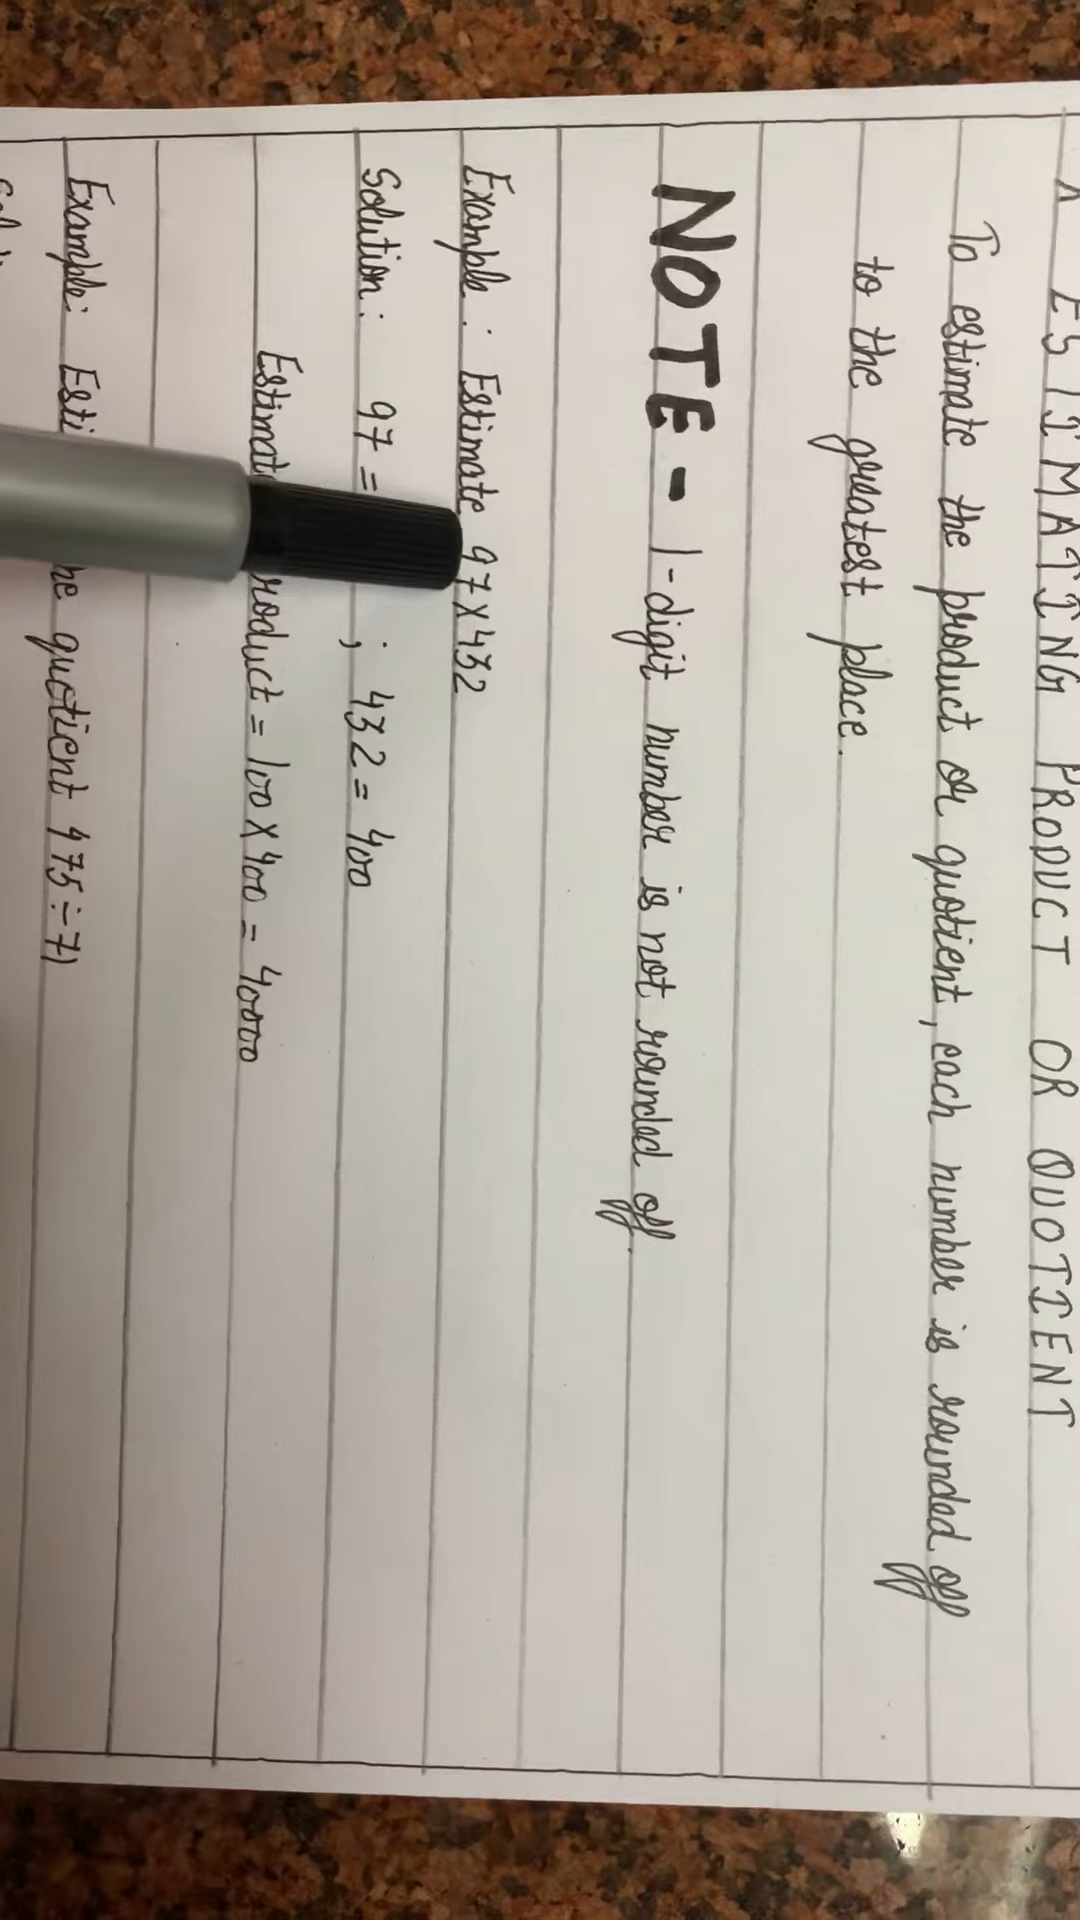 ESTIMATING PRODUCT OR QUOTIENT
To estimate the product or quotient, each number is rounded off
to the greatest place.
NOTE - 1-digit number is not rounded off.
Example : Estimate 97 x 432
Solution : 97 = ; 432 = 400
Estimat roduct = 100 x 400 = 40000
Example: Esti he quotient 475 ÷ 71